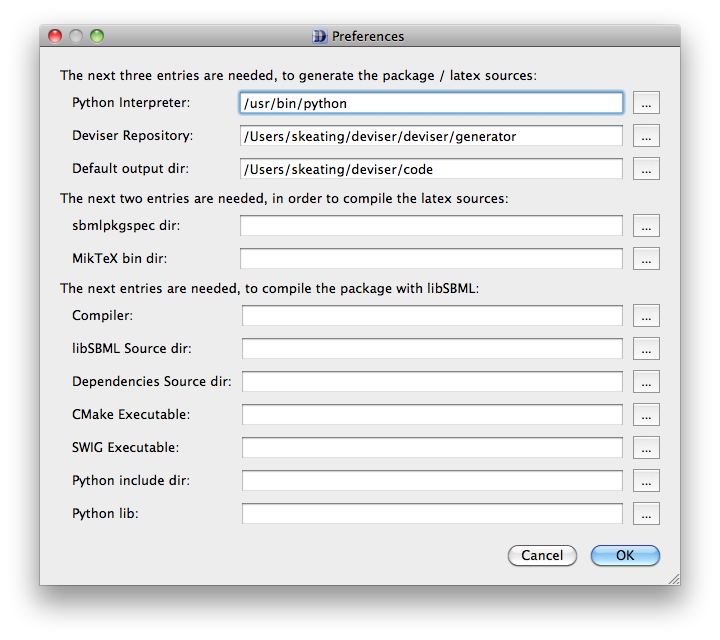 Preferences
The next three entries are needed, to generate the package / latex sources:
Python Interpreter: /usr/bin/python ...
Deviser Repository: /Users/skeating/deviser/deviser/generator ...
Default output dir: /Users/skeating/deviser/code ...
The next two entries are needed, in order to compile the latex sources:
sbmlpkgspec dir: ...
MikTeX bin dir: ...
The next entries are needed, to compile the package with libSBML:
Compiler: ...
libSBML Source dir: ...
Dependencies Source dir: ...
CMake Executable: ...
SWIG Executable: ...
Python include dir: ...
Python lib: ...
Cancel OK